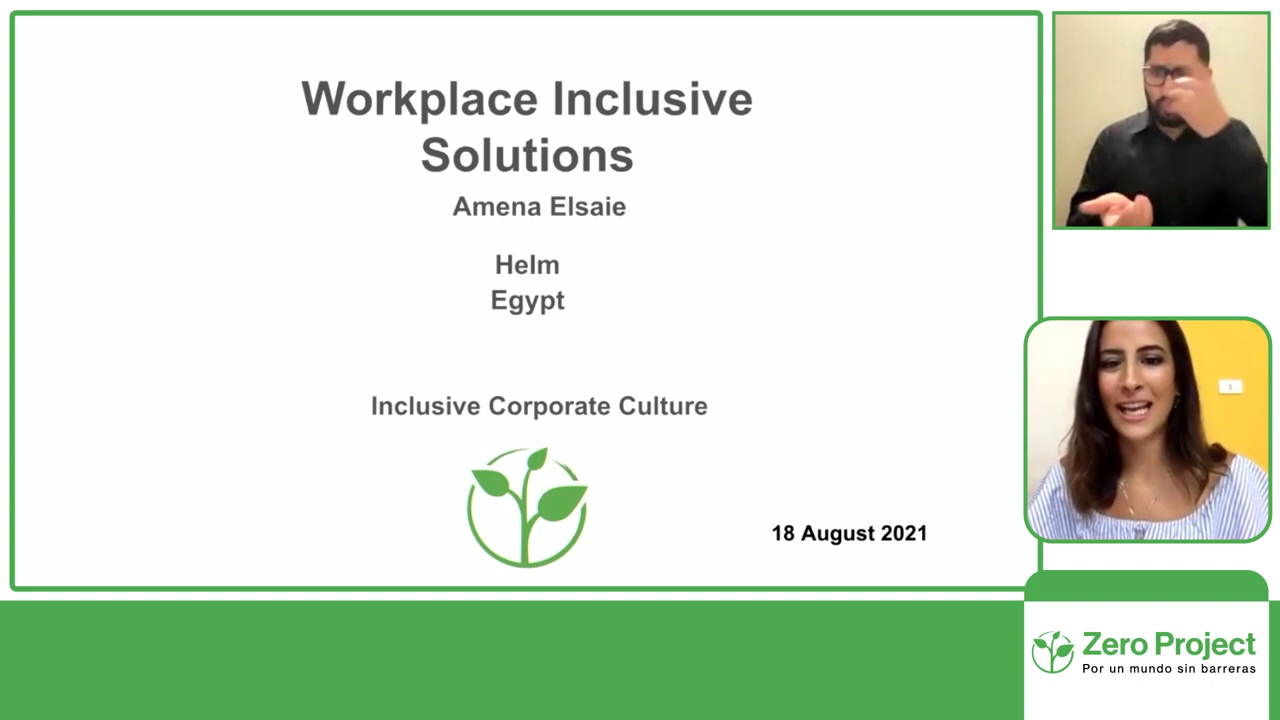 Workplace Inclusive
Solutions
Amena Elsaie
Helm
Egypt
Inclusive Corporate Culture
18 August 2021
Zero Project
Por un mundo sin barreras